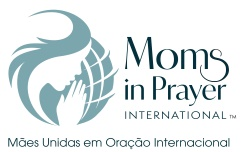 Moms
in Prayer
INTERNATIONAL™
Mães Unidas em Oração Internacional